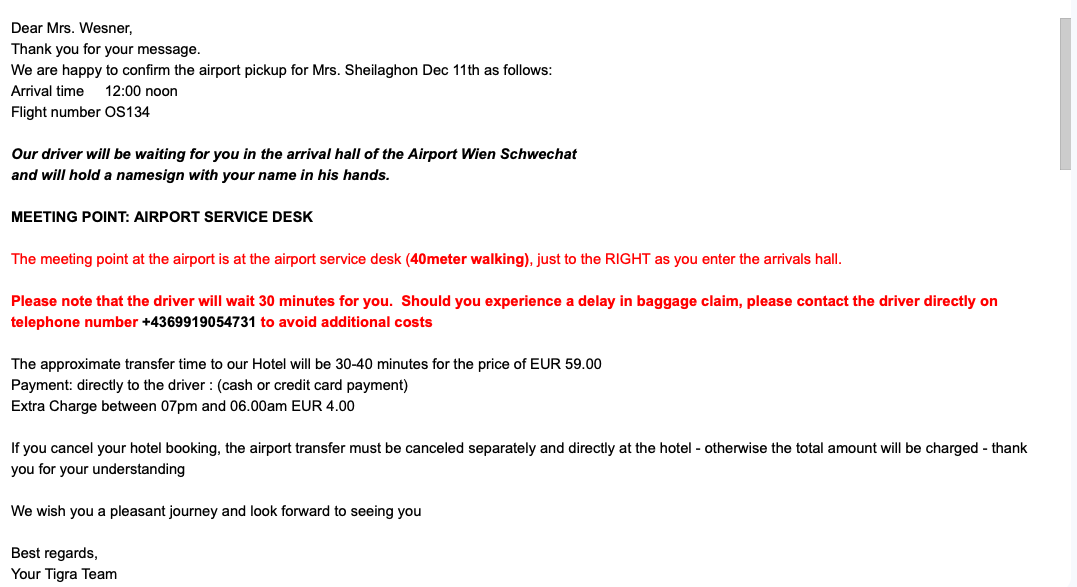 Dear Mrs. Wesner,
Thank you for your message.
We are happy to confirm the airport pickup for Mrs. Sheilaghon Dec 11th as follows:
Arrival time 12:00 noon
Flight number OS134
Our driver will be waiting for you in the arrival hall of the Airport Wien Schwechat
and will hold a namesign with your name in his hands.
MEETING POINT: AIRPORT SERVICE DESK
The meeting point at the airport is at the airport service desk (40meter walking), just to the RIGHT as you enter the arrivals hall.
Please note that the driver will wait 30 minutes for you. Should you experience a delay in baggage claim, please contact the driver directly on
telephone number +4369919054731 to avoid additional costs
The approximate transfer time to our Hotel will be 30-40 minutes for the price of EUR 59.00
Payment: directly to the driver : (cash or credit card payment)
Extra Charge between 07pm and 06.00am EUR 4.00
If you cancel your hotel booking, the airport transfer must be canceled separately and directly at the hotel - otherwise the total amount will be charged - thank
you for your understanding
We wish you a pleasant journey and look forward to seeing you
Best regards,
Your Tigra Team